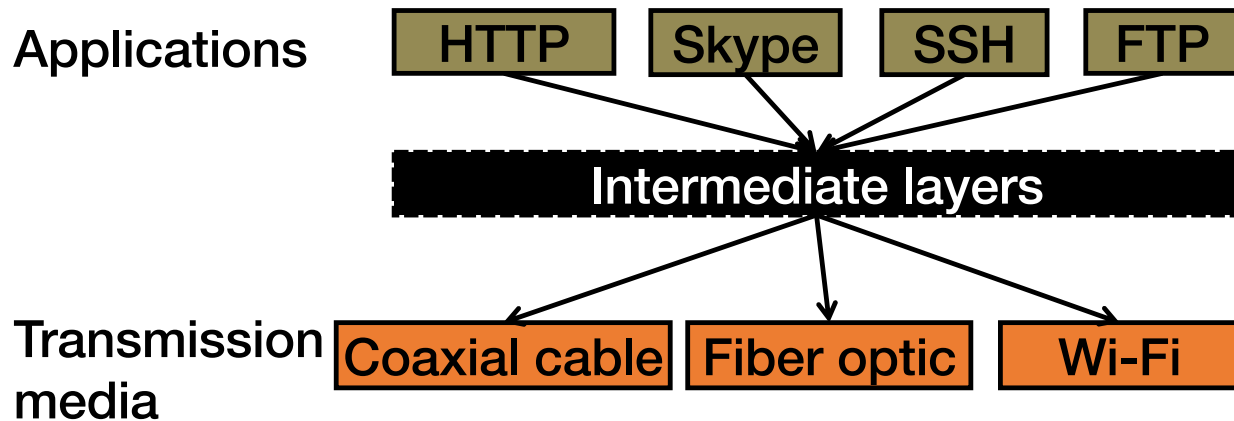 Applications
HTTP
Skype
SSH
FTP
Intermediate layers
Transmission
media
Coaxial cable
Fiber optic
Wi-Fi